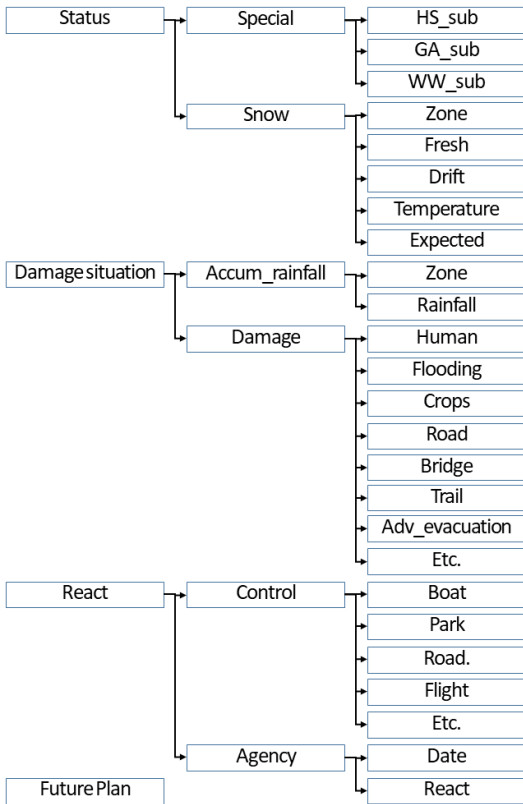 Status Special HS_sub
GA_sub
WW_sub
Snow Zone
Fresh
Drift
Temperature
Expected
Damage situation Accum_rainfall Zone
Rainfall
Damage Human
Flooding
Crops
Road
Bridge
Trail
Adv_evacuation
Etc.
React Control Boat
Park
Road.
Flight
Etc.
Agency Date
Future Plan React